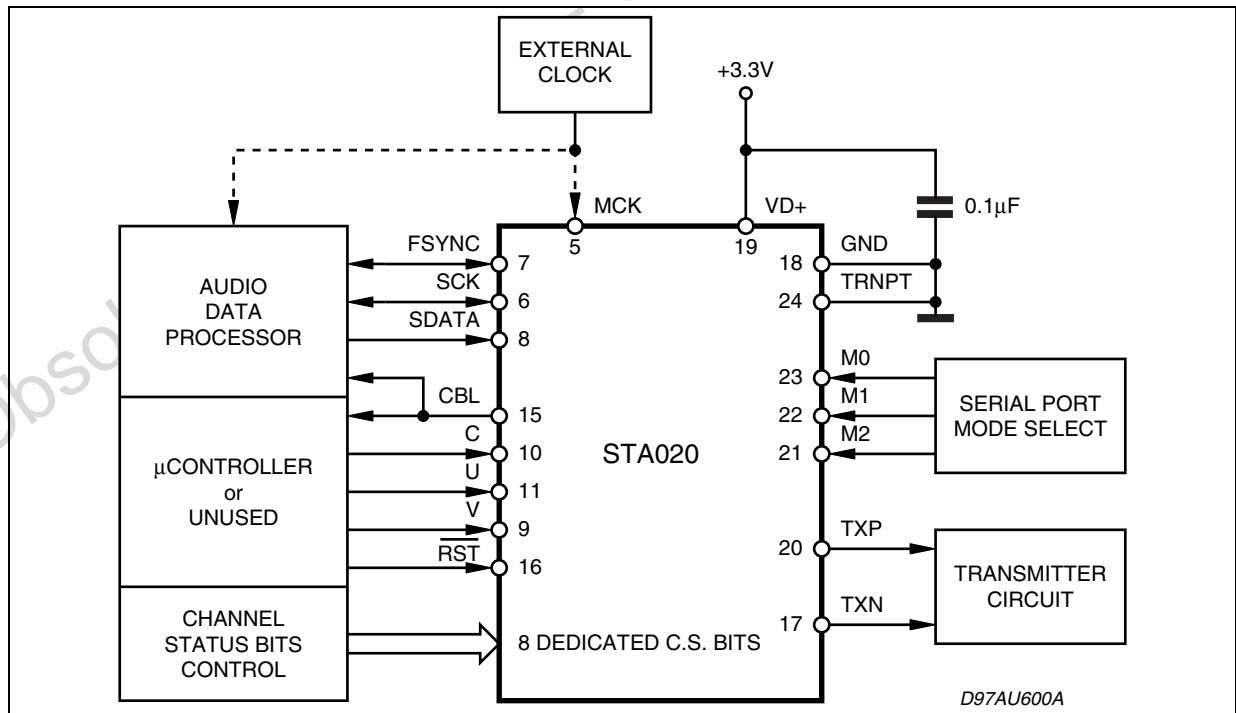 EXTERNAL
CLOCK
+3.3V
MCK
VD+
0.1μF
5
19
AUDIO
DATA
PROCESSOR
FSYNC
7
SCK
6
SDATA
8
GND
18
TRNPT
24
M0
23
M1
22
M2
21
SERIAL PORT
MODE SELECT
CBL
15
C
10
U
11
V
9
RST
16
STA020
μCONTROLLER
or
UNUSED
TXP
20
TXN
17
TRANSMITTER
CIRCUIT
CHANNEL
STATUS BITS
CONTROL
8 DEDICATED C.S. BITS
D97AU600A
Obsol